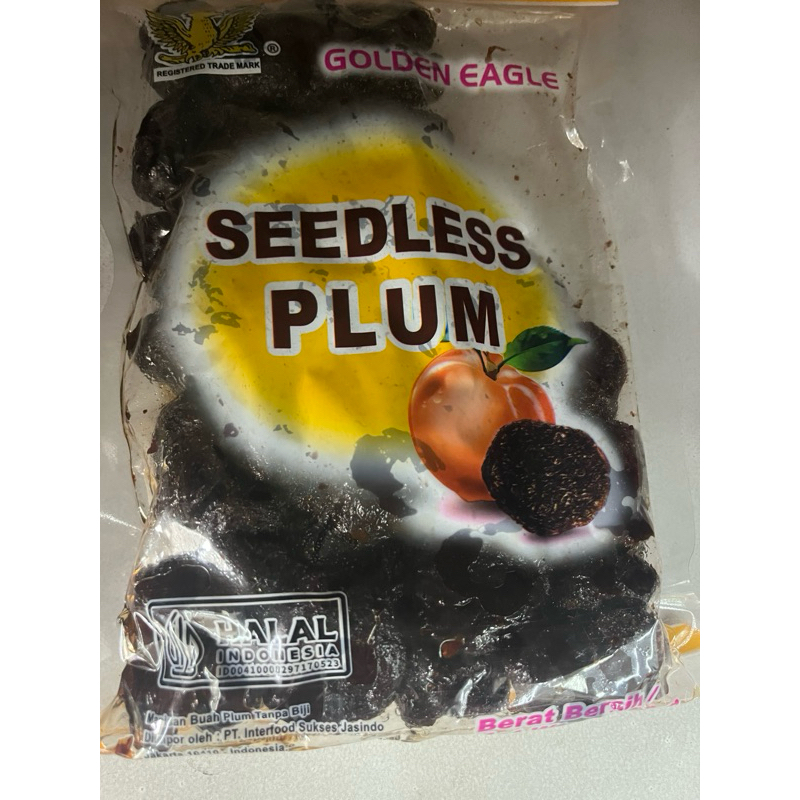 REGISTERED TRADE MARK
®
GOLDEN EAGLE
SEEDLESS
PLUM
HALAL
INDONESIA
ID00410000297170523
Buah Plum Tanpa Biji
oleh : PT. Interfood Sukses Jasindo
Indonesia
Berat Bersih